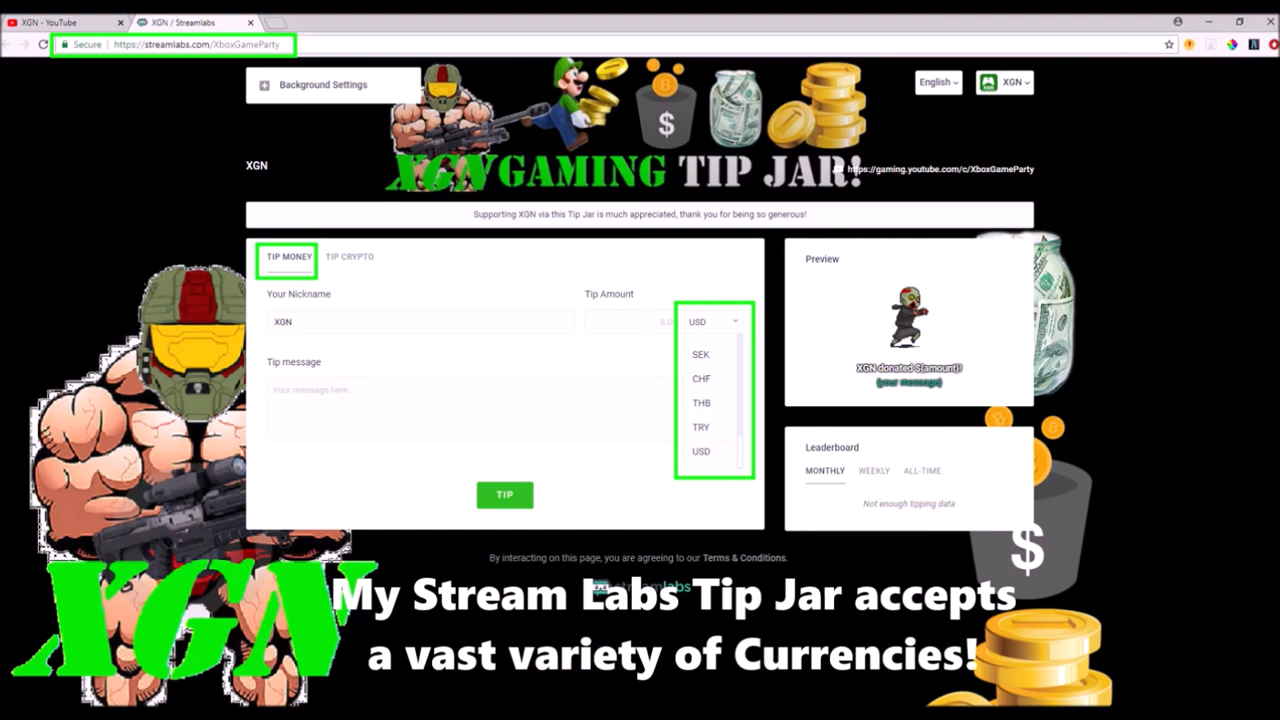 XGN - YouTube
XGN / Streamlabs
Secure
https://streamlabs.com/XboxGameParty
Background Settings
English
XGN
$
XGN GAMING TIP JAR!
XGN
https://gaming.youtube.com/c/XboxGameParty
Supporting XGN via this Tip Jar is much appreciated, thank you for being so generous!
TIP MONEY
TIP CRYPTO
Your Nickname
Tip Amount
XGN
5.0
USD
SEK
CHF
THB
TRY
USD
Tip message
Your message here...
TIP
Preview
XGN donated ${amount}!
{your message}
Leaderboard
MONTHLY
WEEKLY
ALL-TIME
Not enough tipping data
$
By interacting on this page, you are agreeing to our Terms & Conditions.
streamlabs
XGN
My Stream Labs Tip Jar accepts
a vast variety of Currencies!